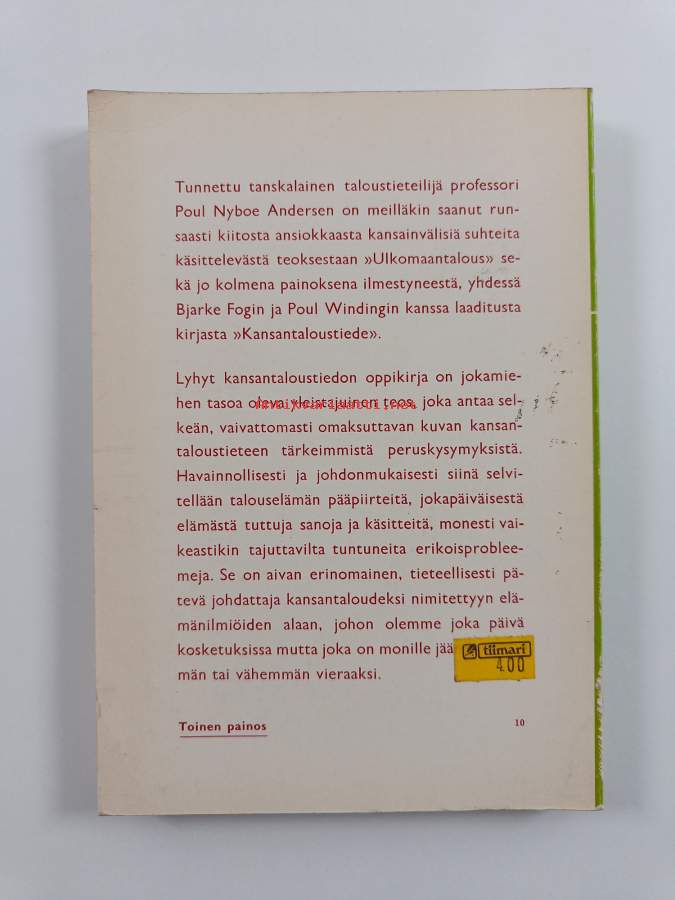 Tunnettu tanskalainen taloustieteilijä professori
Poul Nyboe Andersen on meilläkin saanut run-
saasti kiitosta ansiokkaasta kansainvälisiä suhteita
käsittelevästä teoksestaan »Ulkomaantalous» se-
kä jo kolmena painoksena ilmestyneestä, yhdessä
Bjarke Fogin ja Poul Windingin kanssa laaditusta
kirjasta »Kansantaloustiede».
Lyhyt kansantaloustiedon oppikirja on jokamie-
hen tasoa oleva yleistajuinen teos, joka antaa sel-
keän, vaivattomasti omaksuttavan kuvan kansan-
taloustieteen tärkeimmistä peruskysymyksistä.
Havainnollisesti ja johdonmukaisesti siinä selvi-
tellään talouselämän pääpiirteitä, jokapäiväisestä
elämästä tuttuja sanoja ja käsitteitä, monesti vai-
keastikin tajuttavilta tuntuneita erikoisproblee-
meja. Se on aivan erinomainen, tieteellisesti pä-
tevä johdattaja kansantaloudeksi nimitettyyn elä-
mänilmiöiden alaan, johon olemme joka päivä
kosketuksissa mutta joka on monille jää
män tai vähemmän vieraaksi.
tiimari
4.00
Toinen painos 10